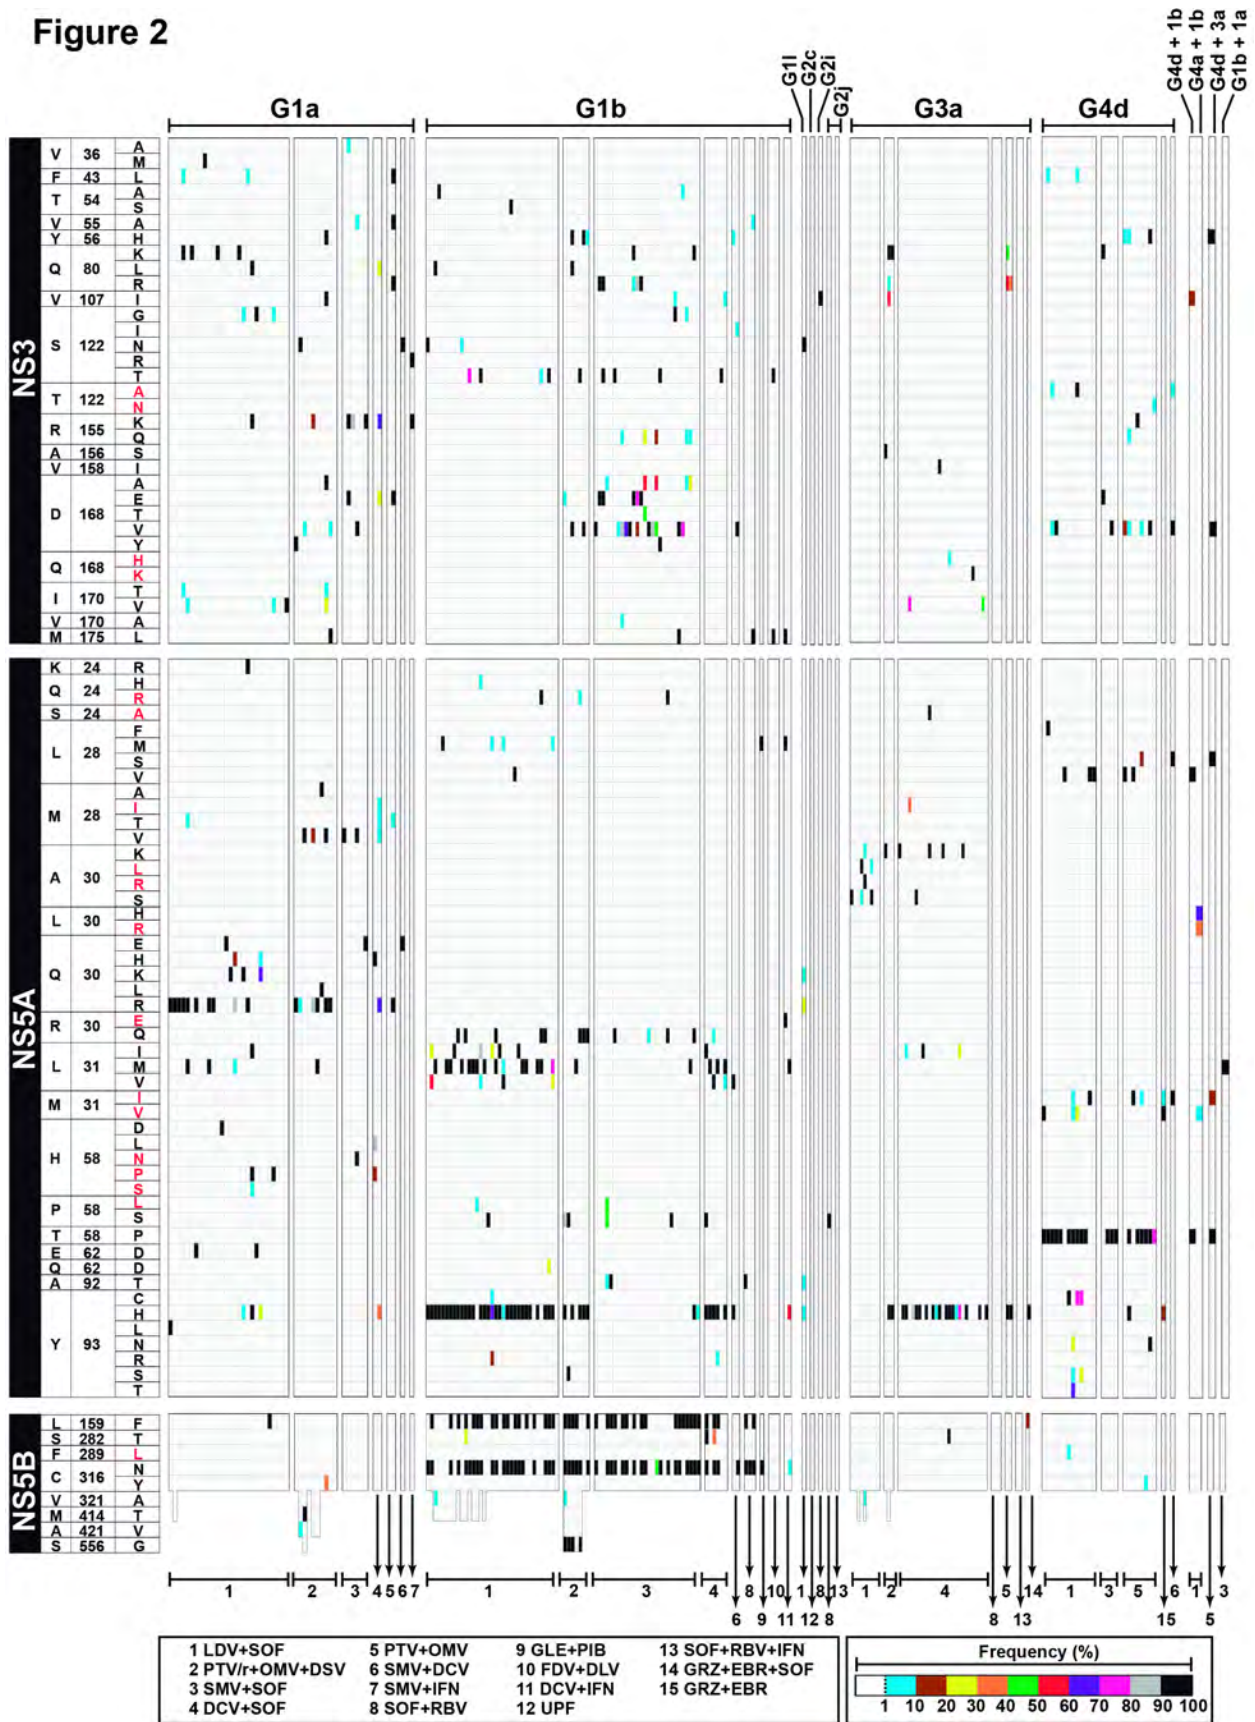 Figure 2
G4d + 1b
G4a + 1b
G4d + 3a
G1b + 1a
G1l
G2c
G2i
G2j
G1a
G1b
G3a
G4d
NS3
V 36 A
M
F 43 L
T 54 A
S
V 55 A
Y 56 H
Q 80 K
L
R
V 107 I
S 122 G
I
N
R
T
T 122 A
N
R 155 K
Q
A 156 S
V 158 I
D 168 A
E
T
V
Y
Q 168 H
K
I 170 T
V
V 170 A
M 175 L
NS5A
K 24 R
Q 24 H
R
S 24 A
L 28 F
M
S
V
M 28 A
I
T
V
A 30 K
L
R
S
L 30 H
R
Q 30 E
H
K
L
R
R 30 E
Q
L 31 I
M
V
M 31 I
V
H 58 D
L
N
P
S
P 58 L
S
T 58 P
E 62 D
Q 62 D
A 92 T
Y 93 C
H
L
N
R
S
T
NS5B
L 159 F
S 282 T
F 289 L
C 316 N
Y
V 321 A
M 414 T
A 421 V
S 556 G
1 2 3 4 5 6 7
1 2 3 4 6 8 9 10 11
1 12 8 8 13
1 2 4 8 5 13 14
1 3 5 15 6
1 5 3
1 LDV+SOF 5 PTV+OMV 9 GLE+PIB 13 SOF+RBV+IFN
2 PTV/r+OMV+DSV 6 SMV+DCV 10 FDV+DLV 14 GRZ+EBR+SOF
3 SMV+SOF 7 SMV+IFN 11 DCV+IFN 15 GRZ+EBR
4 DCV+SOF 8 SOF+RBV 12 UPF
Frequency (%)
1 10 20 30 40 50 60 70 80 90 100